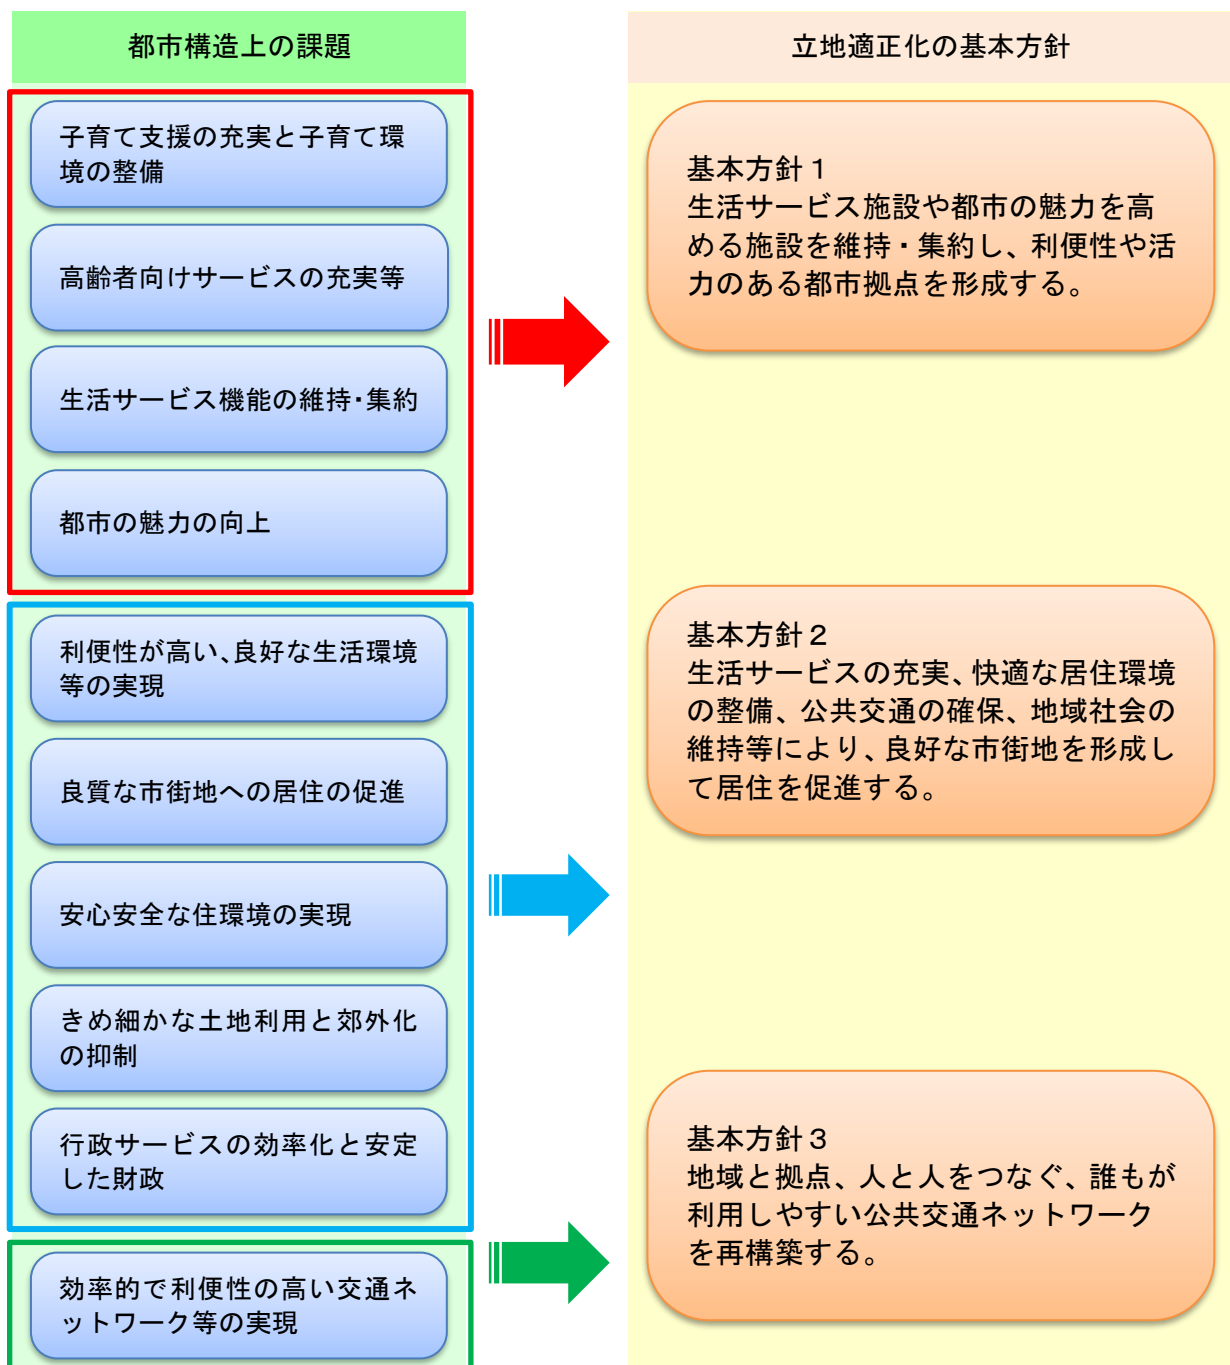 都市構造上の課題
子育て支援の充実と子育て環
境の整備
高齢者向けサービスの充実等
生活サービス機能の維持・集約
都市の魅力の向上
利便性が高い、良好な生活環境
等の実現
良質な市街地への居住の促進
安心安全な住環境の実現
きめ細かな土地利用と郊外化
の抑制
行政サービスの効率化と安定
した財政
効率的で利便性の高い交通ネ
ットワーク等の実現
立地適正化の基本方針
基本方針１
生活サービス施設や都市の魅力を高
める施設を維持・集約し、利便性や活
力のある都市拠点を形成する。
基本方針２
生活サービスの充実、快適な居住環境
の整備、公共交通の確保、地域社会の
維持等により、良好な市街地を形成し
て居住を促進する。
基本方針３
地域と拠点、人と人をつなぐ、誰もが
利用しやすい公共交通ネットワーク
を再構築する。